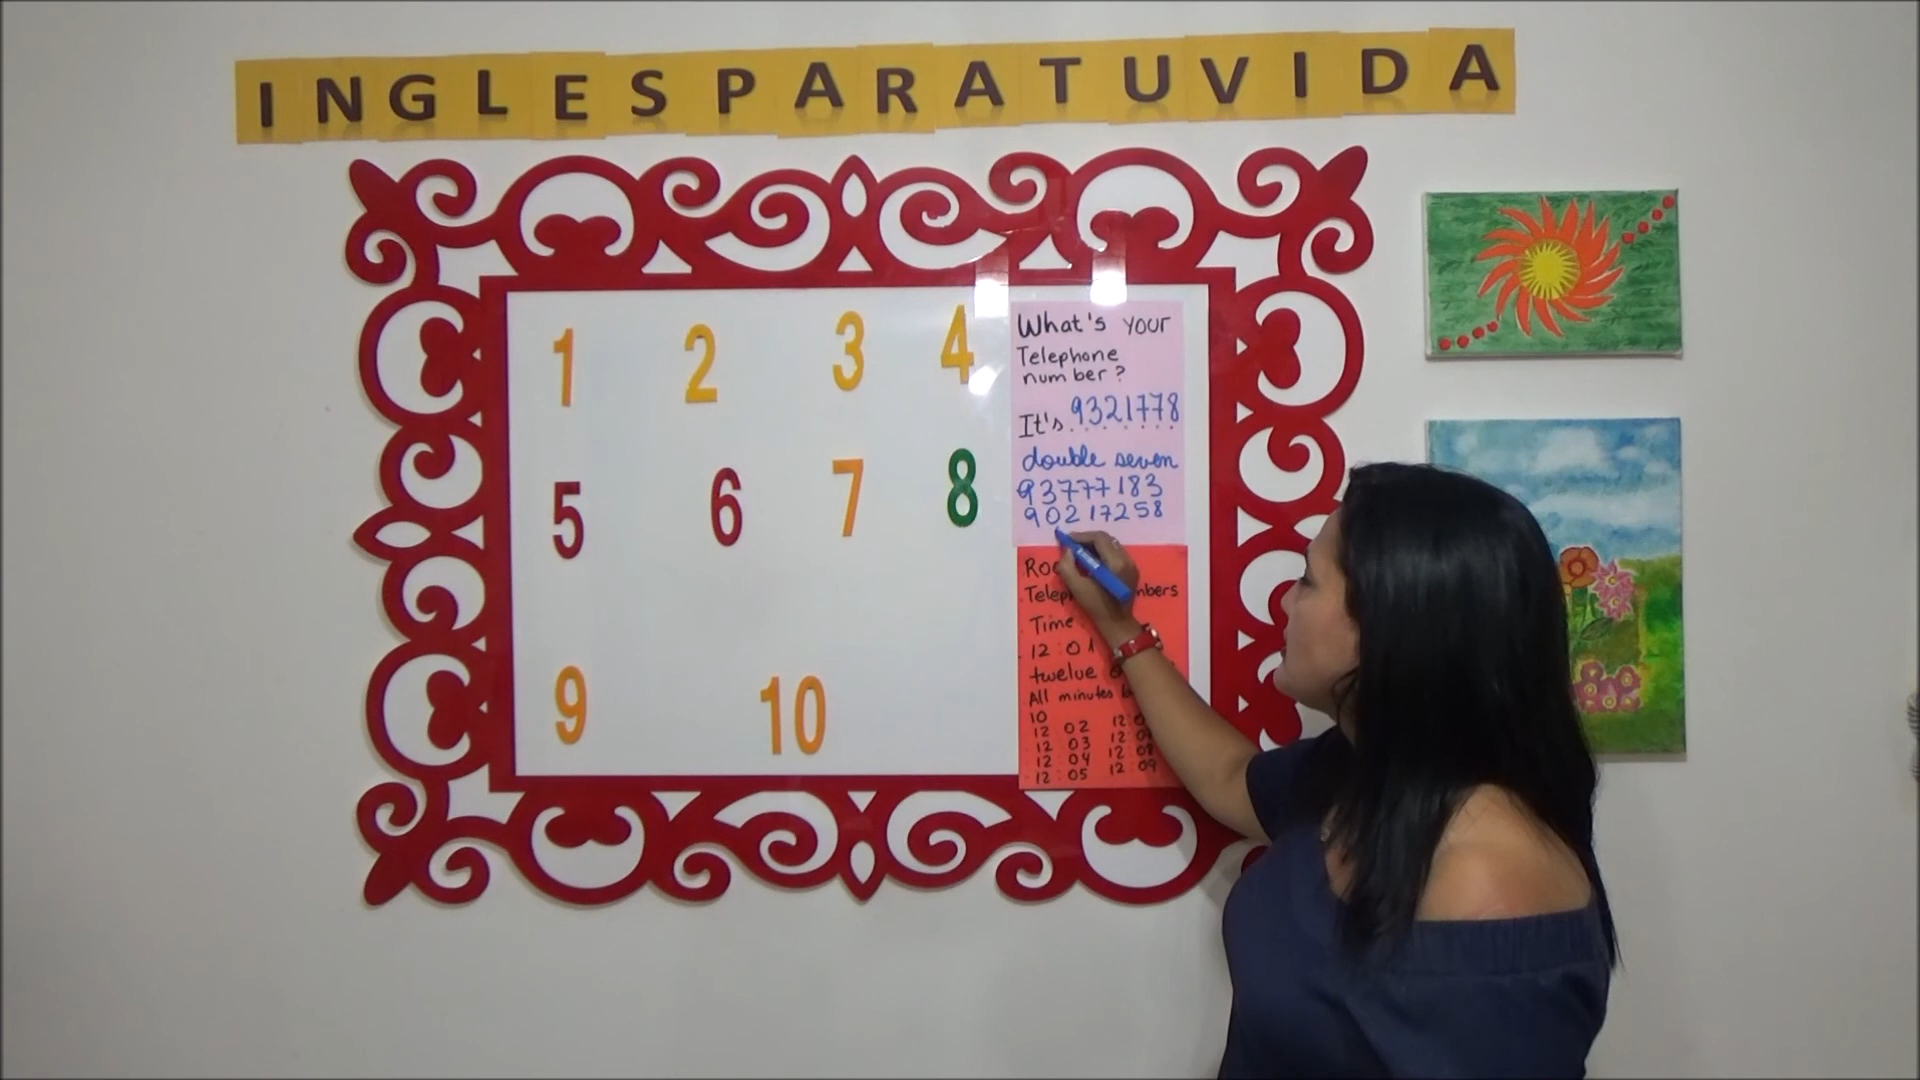 INGLESPARATUVIDA
1 2 3 4
5 6 7 8
9 10
What's your
Telephone
number?
It's 9321778
double seven
93777183
90217258
Time
12:01
twelve
All minutes
10
12 02
12 03
12 04 12 08
12:05 12 09